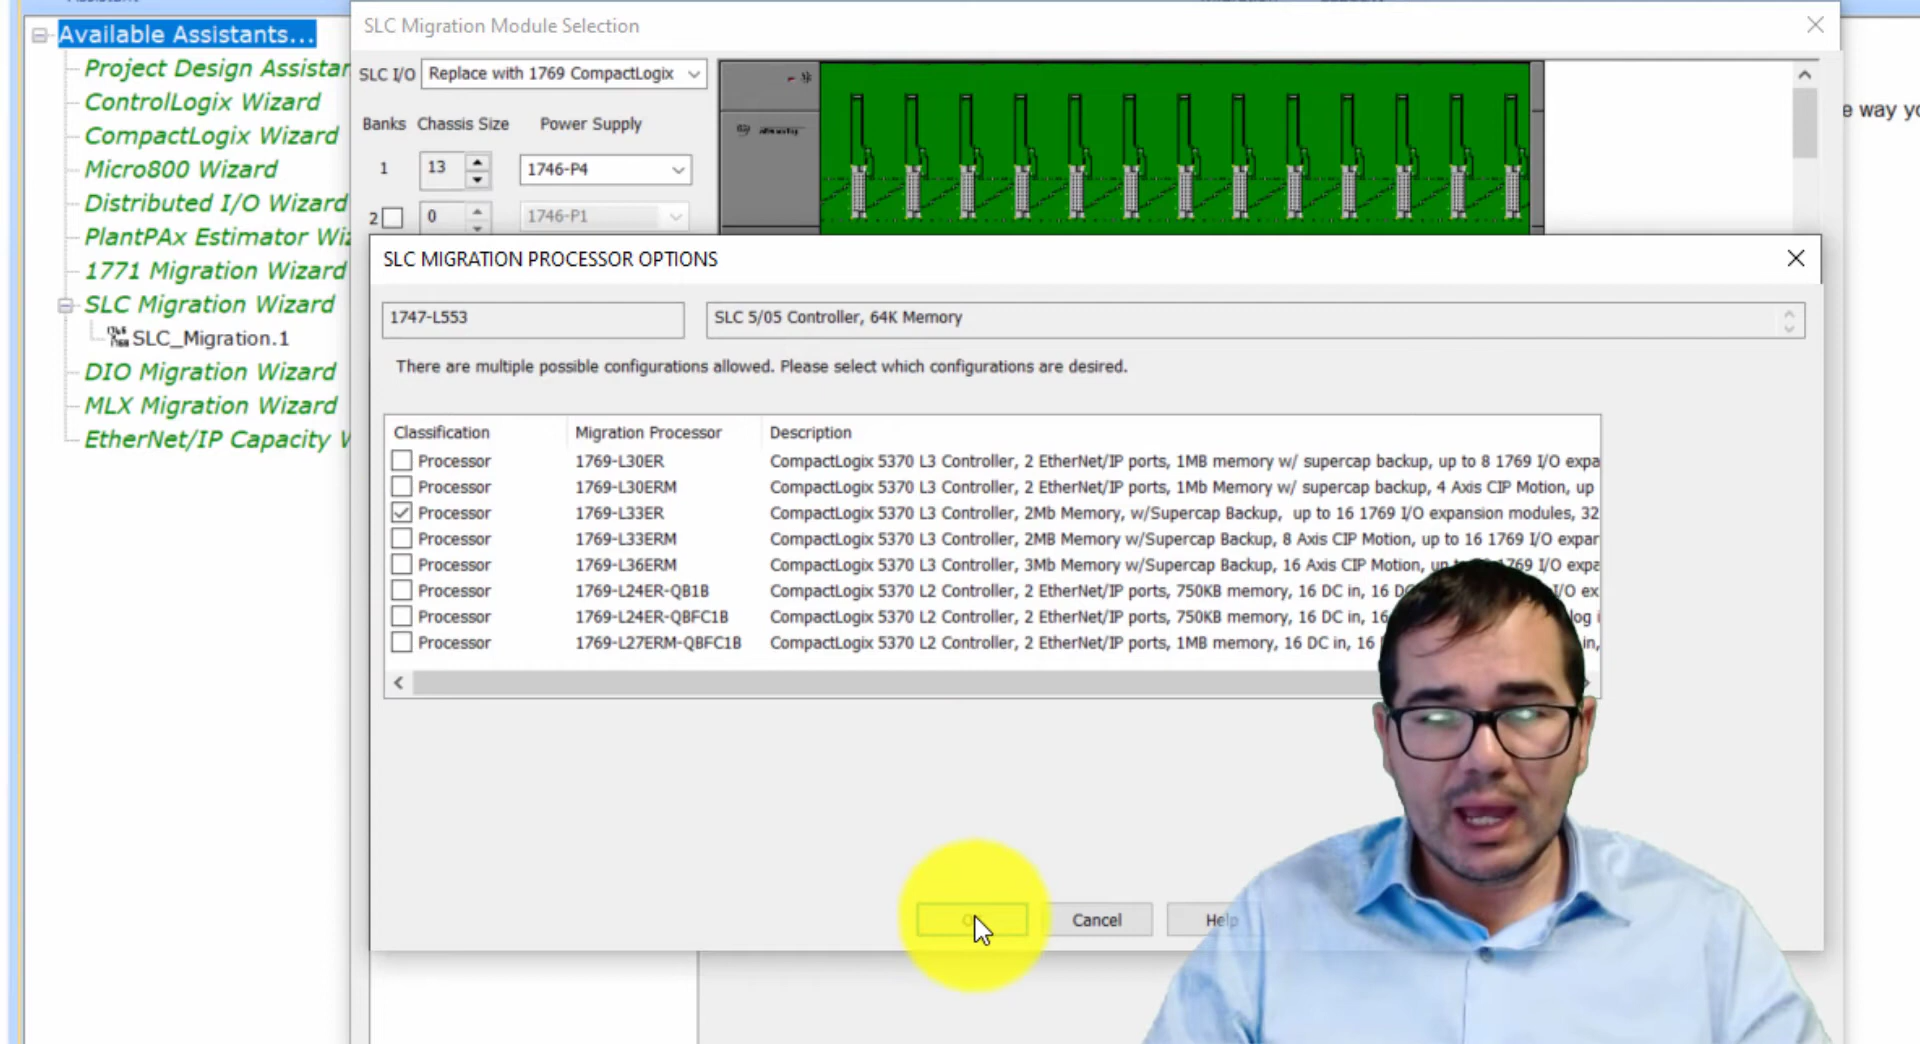 Available Assistants...
Project Design Assistan
ControlLogix Wizard
CompactLogix Wizard
Micro800 Wizard
Distributed I/O Wizard
PlantPAx Estimator Wiz
1771 Migration Wizard
SLC Migration Wizard
SLC_Migration.1
DIO Migration Wizard
MLX Migration Wizard
EtherNet/IP Capacity W
SLC Migration Module Selection
SLC I/O Replace with 1769 CompactLogix
Banks Chassis Size Power Supply
1 13 1746-P4
2 0 1746-P1
e way yo
SLC MIGRATION PROCESSOR OPTIONS
1747-L553 SLC 5/05 Controller, 64K Memory
There are multiple possible configurations allowed. Please select which configurations are desired.
Classification Migration Processor Description
Processor 1769-L30ER CompactLogix 5370 L3 Controller, 2 EtherNet/IP ports, 1MB memory w/ supercap backup, up to 8 1769 I/O expa
Processor 1769-L30ERM CompactLogix 5370 L3 Controller, 2 EtherNet/IP ports, 1Mb Memory w/ supercap backup, 4 Axis CIP Motion, up
Processor 1769-L33ER CompactLogix 5370 L3 Controller, 2Mb Memory, w/Supercap Backup, up to 16 1769 I/O expansion modules, 32
Processor 1769-L33ERM CompactLogix 5370 L3 Controller, 2MB Memory w/Supercap Backup, 8 Axis CIP Motion, up to 16 1769 I/O expar
Processor 1769-L36ERM CompactLogix 5370 L3 Controller, 3Mb Memory w/Supercap Backup, 16 Axis CIP Motion, up 1769 I/O expa
Processor 1769-L24ER-QB1B CompactLogix 5370 L2 Controller, 2 EtherNet/IP ports, 750KB memory, 16 DC in, 16 DC I/O ex
Processor 1769-L24ER-QBFC1B CompactLogix 5370 L2 Controller, 2 EtherNet/IP ports, 750KB memory, 16 DC in, 16 log i
Processor 1769-L27ERM-QBFC1B CompactLogix 5370 L2 Controller, 2 EtherNet/IP ports, 1MB memory, 16 DC in, 16 in,
Cancel Help